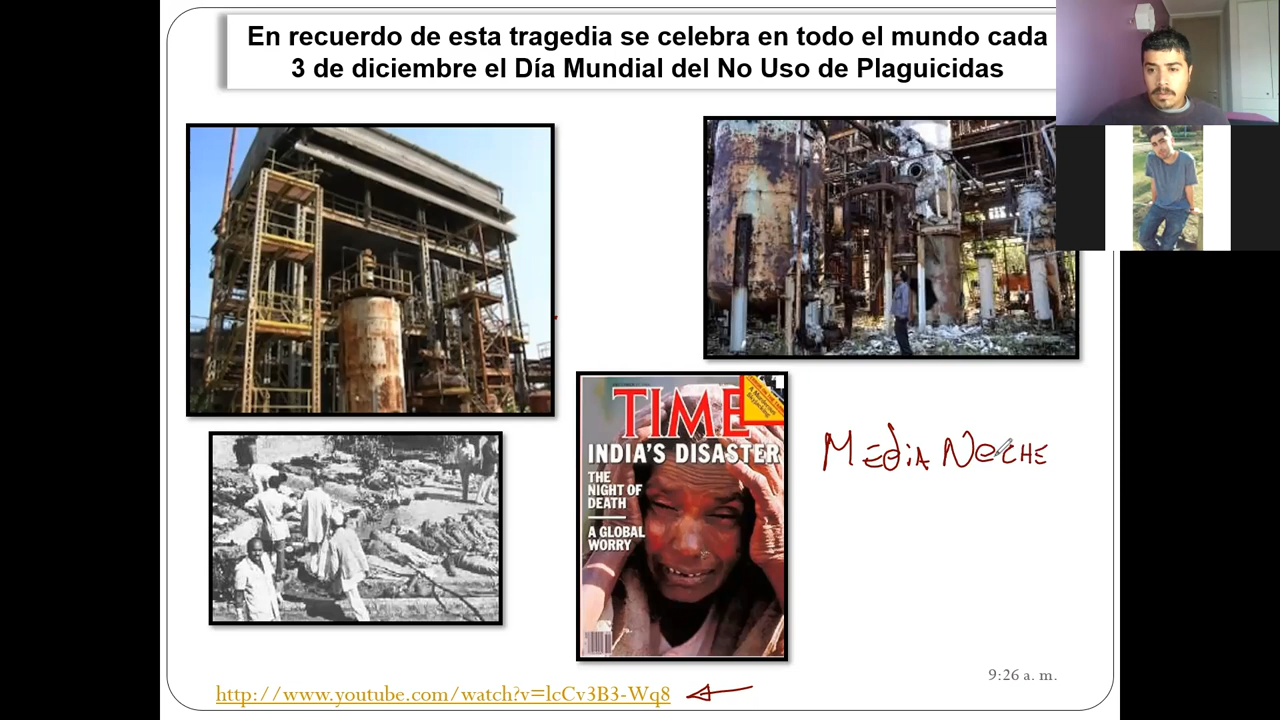 En recuerdo de esta tragedia se celebra en todo el mundo cada
3 de diciembre el Día Mundial del No Uso de Plaguicidas
TIME
INDIA'S DISASTER
THE
NIGHT OF
DEATH
A GLOBAL
WORRY
MEdiA NOCHE
9:26 a. m.
http://www.youtube.com/watch?v=lcCv3B3-Wq8